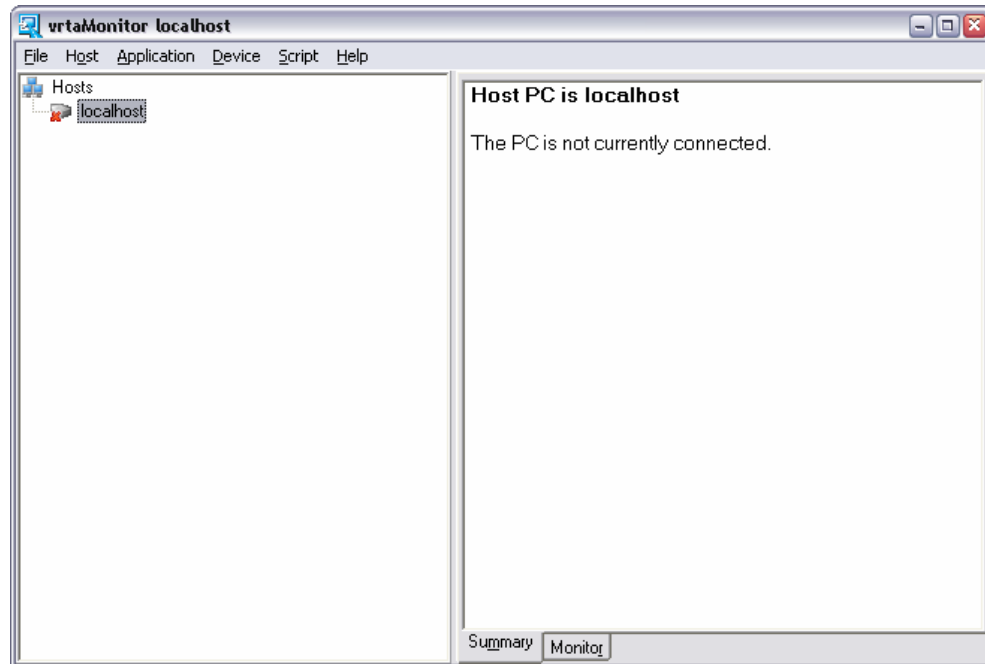 vrtaMonitor localhost
File Host Application Device Script Help
Hosts
localhost
Host PC is localhost
The PC is not currently connected.
Summary Monitor